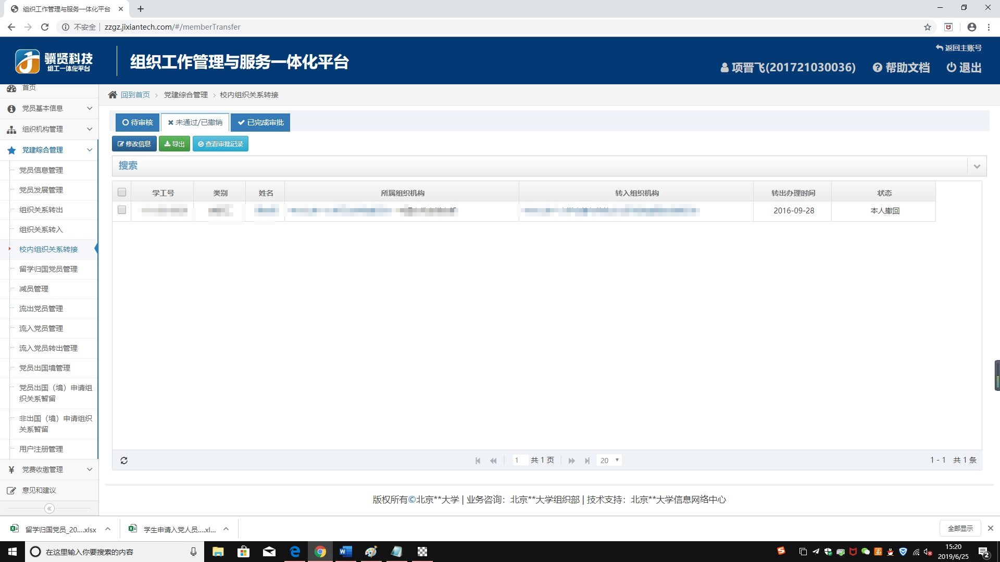 组织工作管理与服务一体化平台
不安全
zzgz.jixiantech.com/#/memberTransfer
骥贤科技
组工一体化平台
组织工作管理与服务一体化平台
返回主账号
项晋飞(201721030036)
帮助文档
退出
首页
党员基本信息
组织机构管理
党建综合管理
党员信息管理
党员发展管理
组织关系转出
组织关系转入
校内组织关系转接
留学归国党员管理
减员管理
流出党员管理
流入党员管理
流入党员转出管理
党员出国境管理
党员出国（境）申请组
织关系暂留
非出国（境）申请组织
关系暂留
用户注册管理
党费收缴管理
意见和建议
回到首页 党建综合管理 校内组织关系转接
待审核 未通过/已撤销 已完成审批
修改信息 导出 查看审批记录
搜索
学工号 类别 姓名 所属组织机构 转入组织机构 转出办理时间 状态
2016-09-28 本人撤回
1 共 1 页 20
1 - 1 共 1 条
版权所有©北京**大学 | 业务咨询：北京**大学组织部 | 技术支持：北京**大学信息网络中心
留学归国党员_20....xlsx
学生申请入党人员....xl...
全部显示
在这里输入你要搜索的内容
15:20
2019/6/25
2